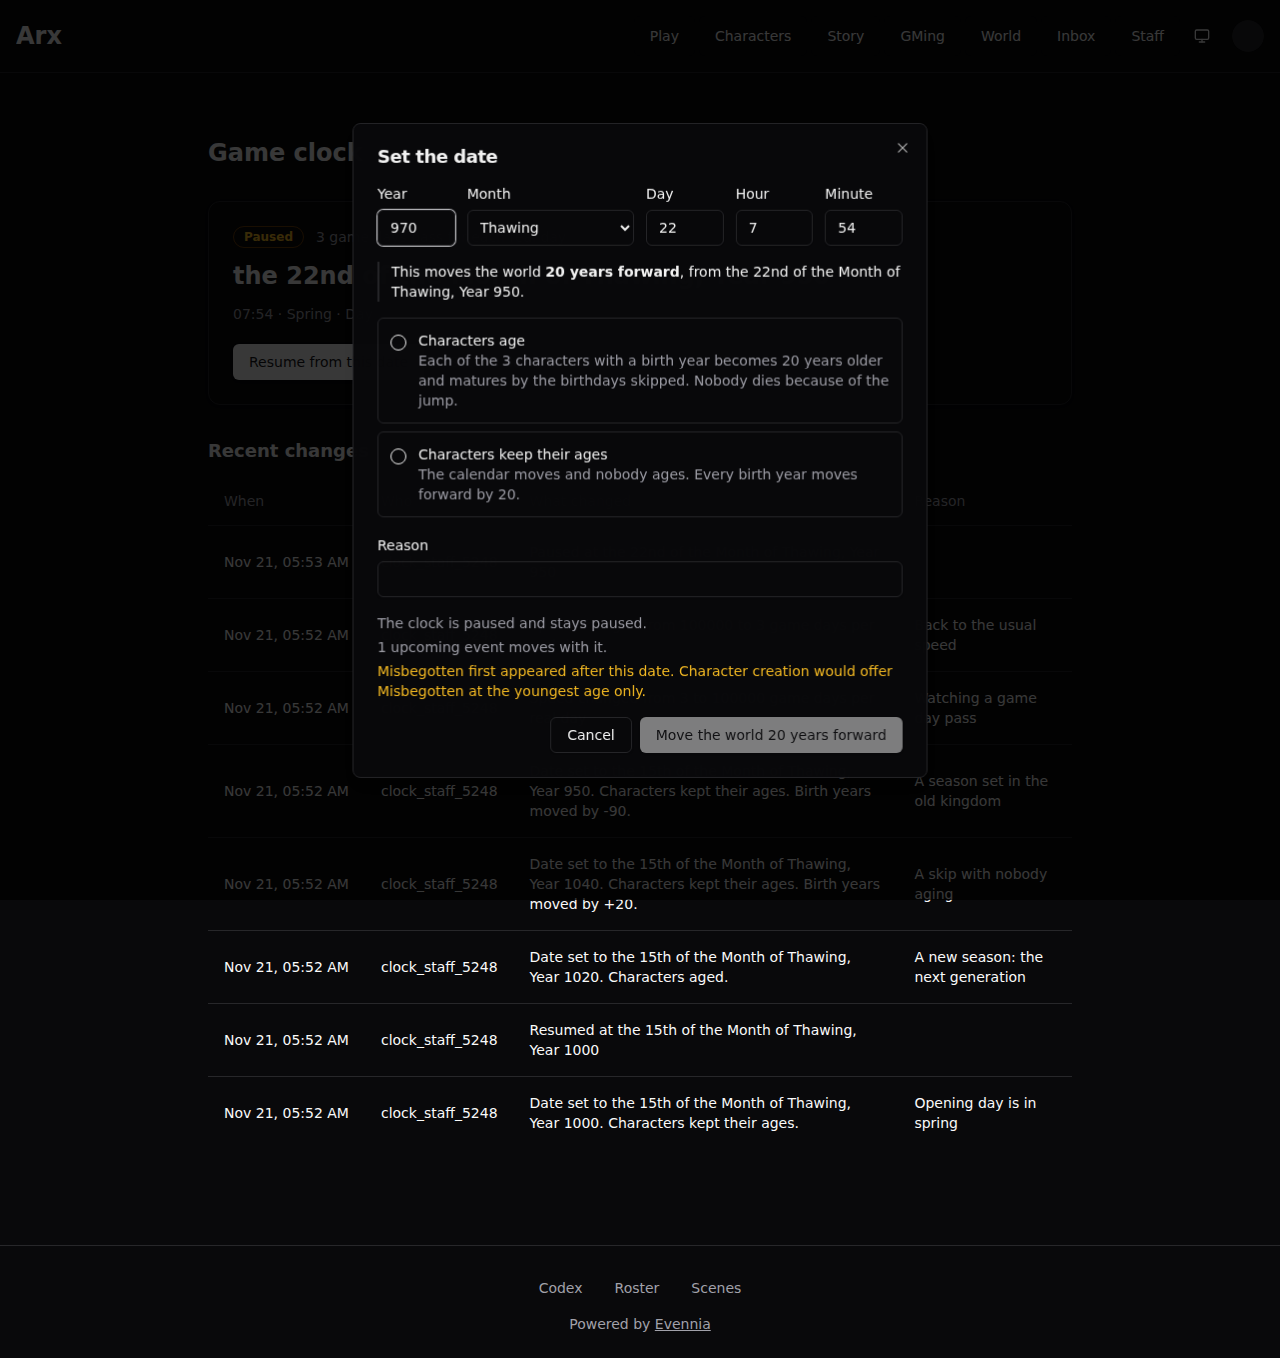 Arx
Play
Characters
Story
GMing
World
Inbox
Staff
Game clock
Set the date
Year
Month
Day
Hour
Minute
970
Thawing
22
7
54
Paused
3 gam
This moves the world 20 years forward, from the 22nd of the Month of
Thawing, Year 950.
the 22nd
07:54 · Spring · D
Resume from t
Characters age
Each of the 3 characters with a birth year becomes 20 years older
and matures by the birthdays skipped. Nobody dies because of the
jump.
Characters keep their ages
The calendar moves and nobody ages. Every birth year moves
forward by 20.
Recent change
When
eason
Reason
Nov 21, 05:53 AM
The clock is paused and stays paused.
1 upcoming event moves with it.
Misbegotten first appeared after this date. Character creation would offer
Misbegotten at the youngest age only.
Nov 21, 05:52 AM
ack to the usual
peed
Nov 21, 05:52 AM
atching a game
ay pass
Cancel
Move the world 20 years forward
Nov 21, 05:52 AM
clock_staff_5248
Year 950. Characters kept their ages. Birth years
moved by -90.
A season set in the
old kingdom
Nov 21, 05:52 AM
clock_staff_5248
Date set to the 15th of the Month of Thawing,
Year 1040. Characters kept their ages. Birth years
moved by +20.
A skip with nobody
aging
Nov 21, 05:52 AM
clock_staff_5248
Date set to the 15th of the Month of Thawing,
Year 1020. Characters aged.
A new season: the
next generation
Nov 21, 05:52 AM
clock_staff_5248
Resumed at the 15th of the Month of Thawing,
Year 1000
Nov 21, 05:52 AM
clock_staff_5248
Date set to the 15th of the Month of Thawing,
Year 1000. Characters kept their ages.
Opening day is in
spring
Codex
Roster
Scenes
Powered by Evennia